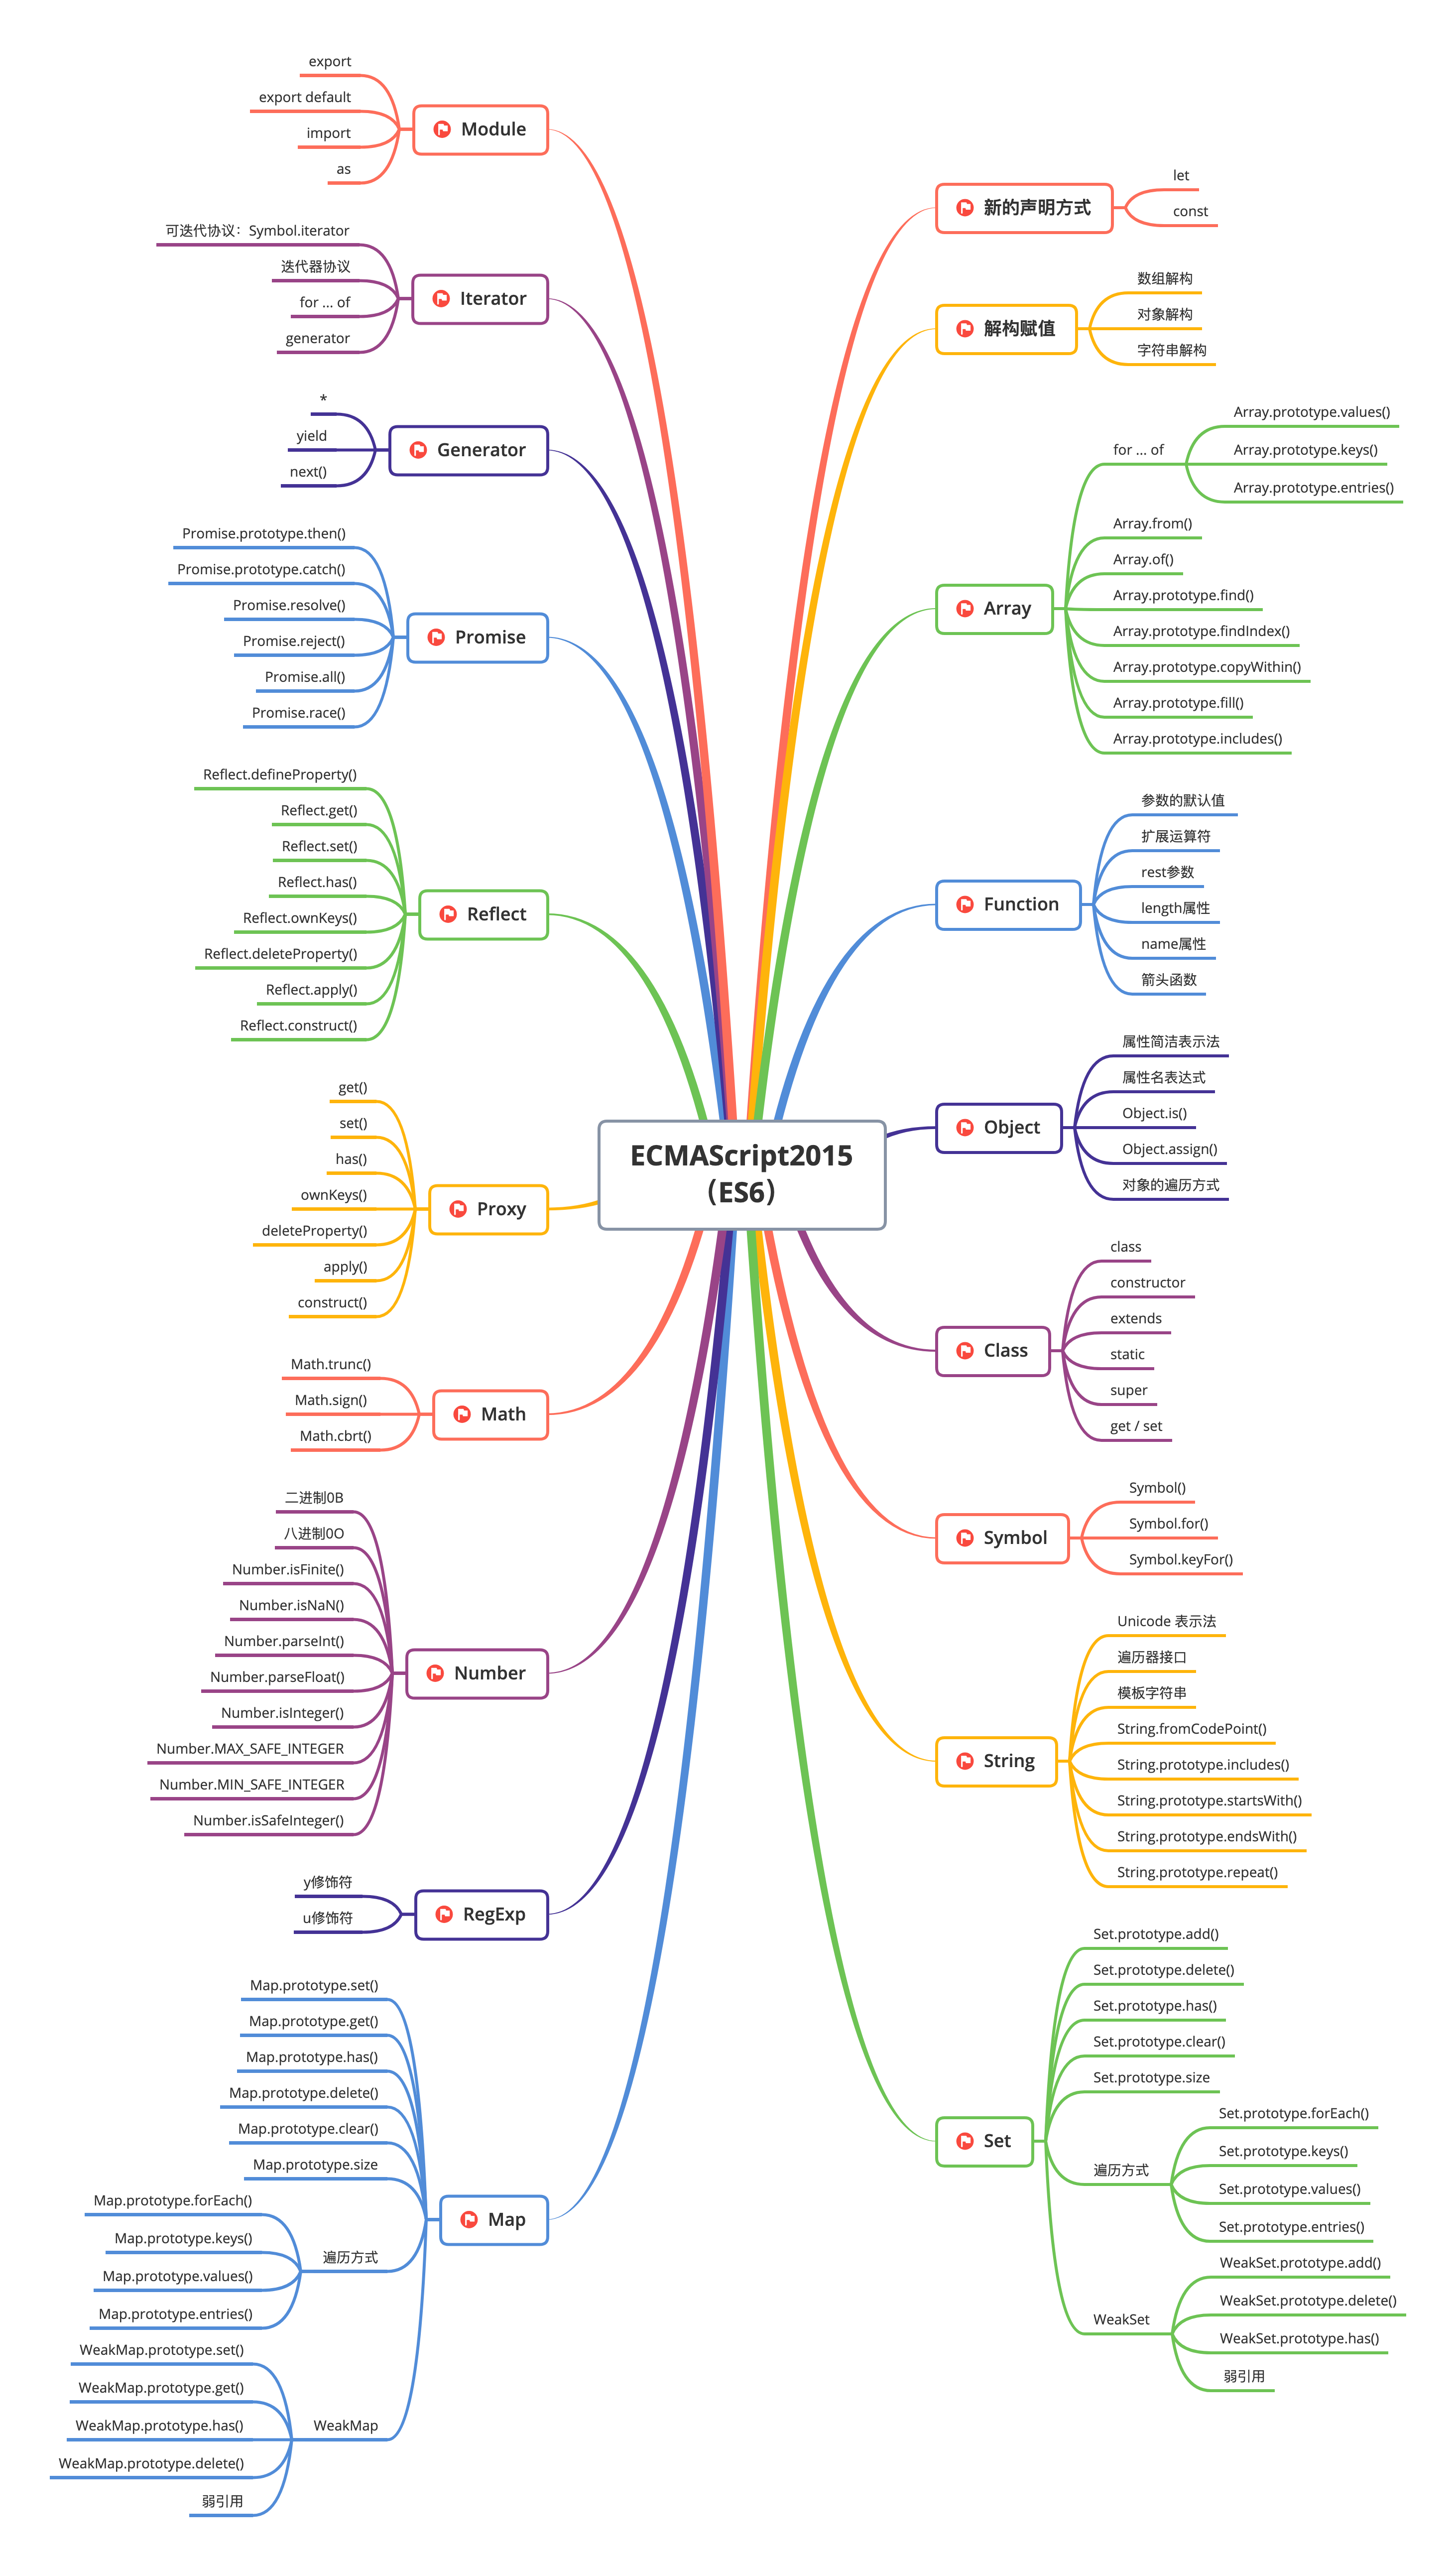 ECMAScript2015
（ES6）
新的声明方式
let
const
解构赋值
数组解构
对象解构
字符串解构
Array
for ... of
Array.prototype.values()
Array.prototype.keys()
Array.prototype.entries()
Array.from()
Array.of()
Array.prototype.find()
Array.prototype.findIndex()
Array.prototype.copyWithin()
Array.prototype.fill()
Array.prototype.includes()
Function
参数的默认值
扩展运算符
rest参数
length属性
name属性
箭头函数
Object
属性简洁表示法
属性名表达式
Object.is()
Object.assign()
对象的遍历方式
Class
class
constructor
extends
static
super
get / set
Symbol
Symbol()
Symbol.for()
Symbol.keyFor()
String
Unicode 表示法
遍历器接口
模板字符串
String.fromCodePoint()
String.prototype.includes()
String.prototype.startsWith()
String.prototype.endsWith()
String.prototype.repeat()
Set
Set.prototype.add()
Set.prototype.delete()
Set.prototype.has()
Set.prototype.clear()
Set.prototype.size
遍历方式
Set.prototype.forEach()
Set.prototype.keys()
Set.prototype.values()
Set.prototype.entries()
WeakSet
WeakSet.prototype.add()
WeakSet.prototype.delete()
WeakSet.prototype.has()
弱引用
Module
export
export default
import
as
Iterator
可迭代协议：Symbol.iterator
迭代器协议
for ... of
generator
Generator
*
yield
next()
Promise
Promise.prototype.then()
Promise.prototype.catch()
Promise.resolve()
Promise.reject()
Promise.all()
Promise.race()
Reflect
Reflect.defineProperty()
Reflect.get()
Reflect.set()
Reflect.has()
Reflect.ownKeys()
Reflect.deleteProperty()
Reflect.apply()
Reflect.construct()
Proxy
get()
set()
has()
ownKeys()
deleteProperty()
apply()
construct()
Math
Math.trunc()
Math.sign()
Math.cbrt()
Number
二进制0B
八进制0O
Number.isFinite()
Number.isNaN()
Number.parseInt()
Number.parseFloat()
Number.isInteger()
Number.MAX_SAFE_INTEGER
Number.MIN_SAFE_INTEGER
Number.isSafeInteger()
RegExp
y修饰符
u修饰符
Map
Map.prototype.set()
Map.prototype.get()
Map.prototype.has()
Map.prototype.delete()
Map.prototype.clear()
Map.prototype.size
遍历方式
Map.prototype.forEach()
Map.prototype.keys()
Map.prototype.values()
Map.prototype.entries()
WeakMap
WeakMap.prototype.set()
WeakMap.prototype.get()
WeakMap.prototype.has()
WeakMap.prototype.delete()
弱引用